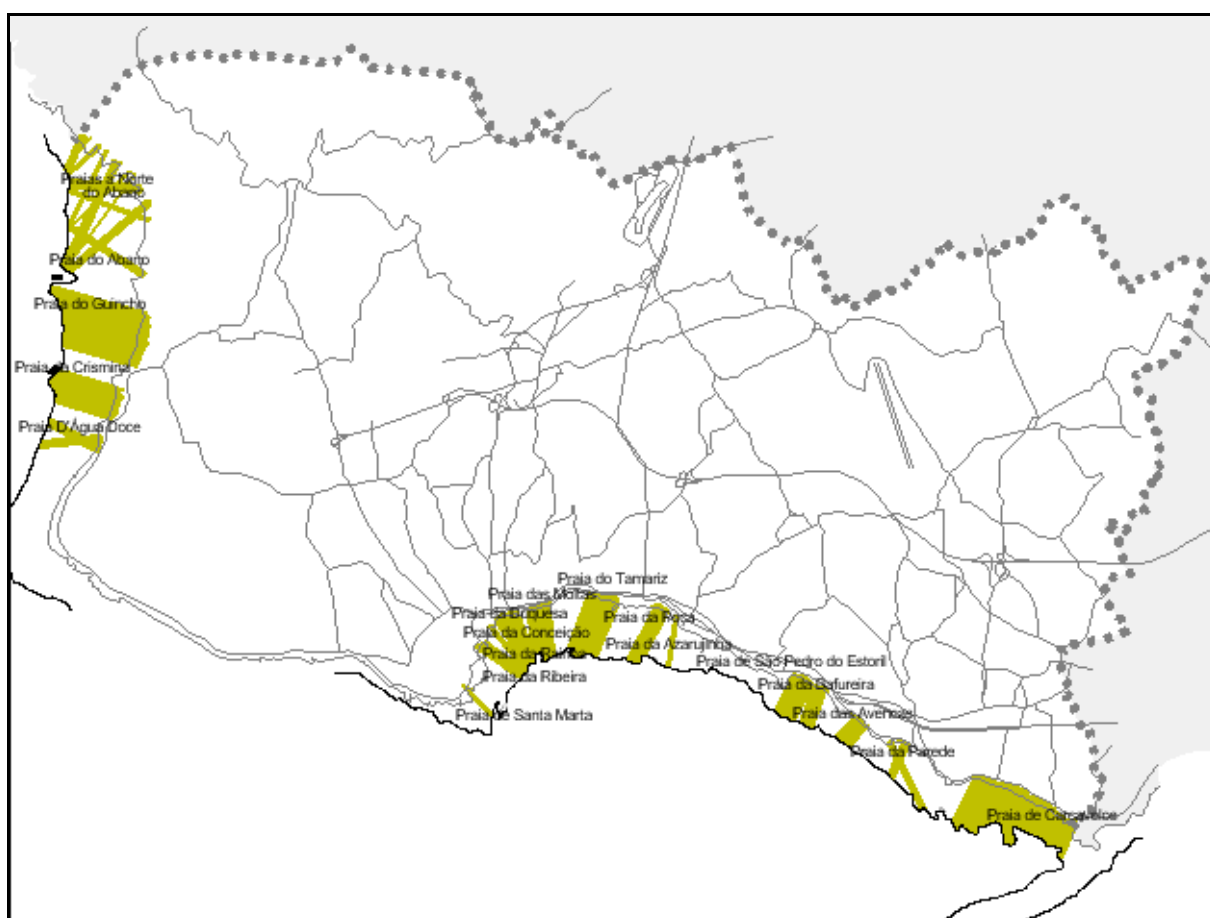 Praias a Norte
do Abano
Praia do Abano
Praia do Guincho
Praia da Crismina
Praia D'Água Doce
Praia do Tamariz
Praia das Moitas
Praia da Duquesa
Praia da Poça
Praia da Conceição
Praia da Azarujinha
Praia da Rainha
Praia de São Pedro do Estoril
Praia da Ribeira
Praia da Bafureira
Praia de Santa Marta
Praia das Avencas
Praia da Parede
Praia de Carcavelos